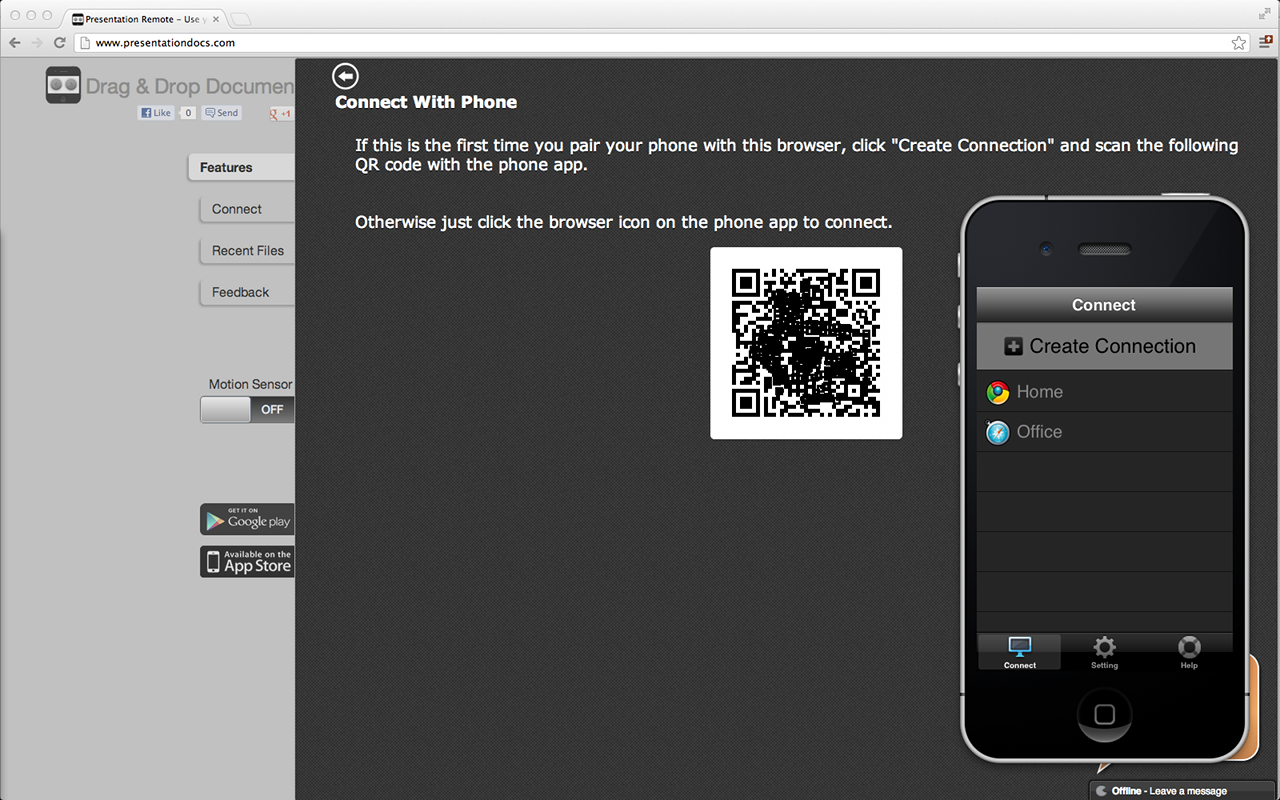 Presentation Remote – Use y
www.presentationdocs.com
Drag & Drop Documen
Like
0
Send
+1
Features
Connect
Recent Files
Feedback
Motion Sensor
OFF
GET IT ON
Google play
Available on the
App Store
Connect With Phone
If this is the first time you pair your phone with this browser, click "Create Connection" and scan the following
QR code with the phone app.
Otherwise just click the browser icon on the phone app to connect.
Connect
Create Connection
Home
Office
Connect
Setting
Help
Offline - Leave a message